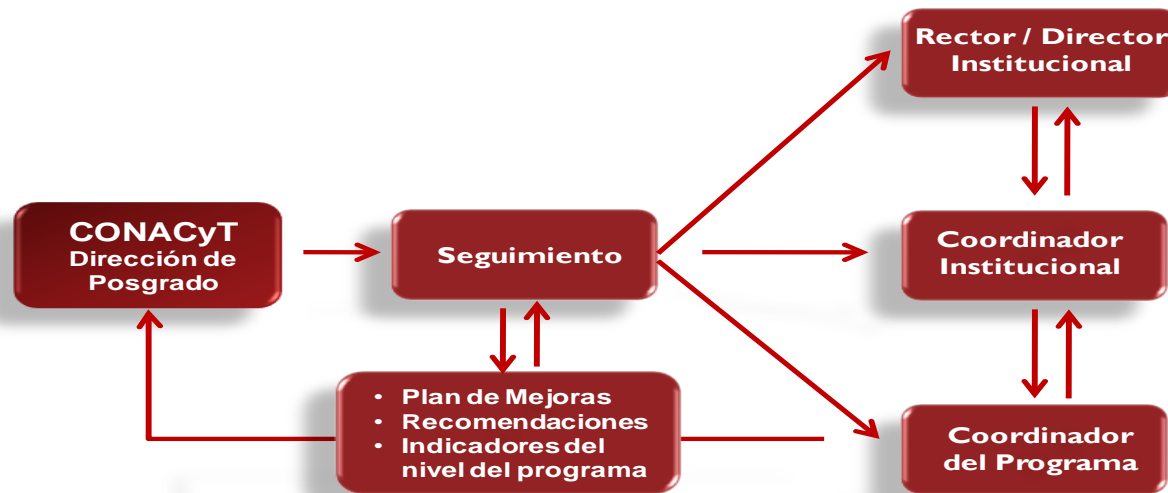 Rector / Director
Institucional
CONACyT
Dirección de
Posgrado
Seguimiento
Coordinador
Institucional
• Plan de Mejoras
• Recomendaciones
• Indicadores del
nivel del programa
Coordinador
del Programa